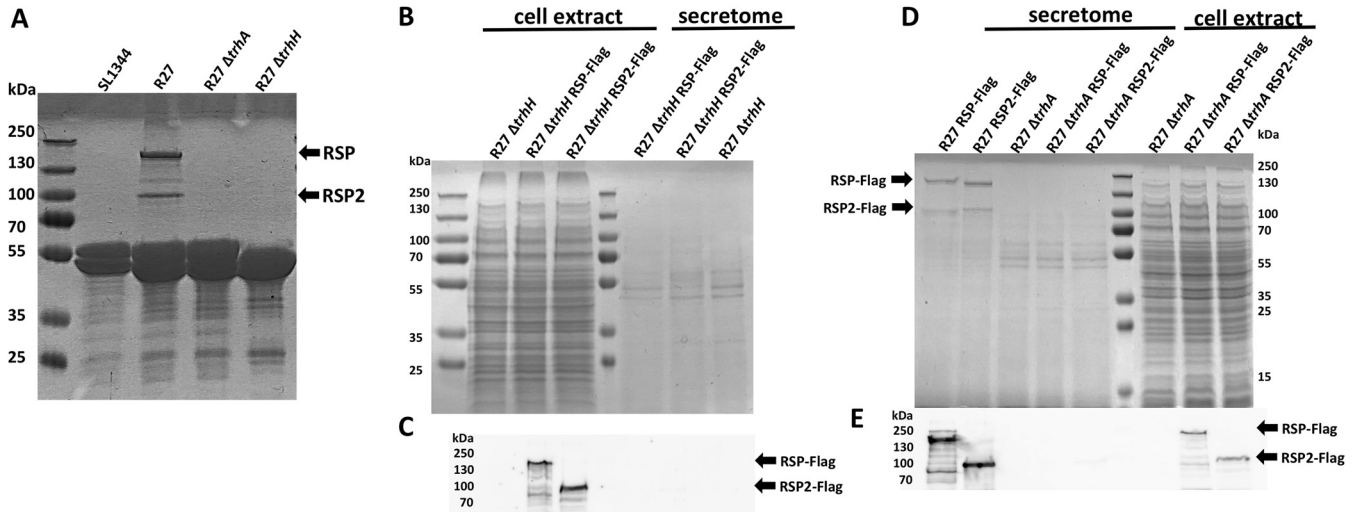 A
SL1344
R27
R27 ΔtrhA
R27 ΔtrhH
kDa
250
130
100
70
55
35
25
RSP
RSP2
B
cell extract
secretome
R27 ΔtrhH
R27 ΔtrhH RSP-Flag
R27 ΔtrhH RSP2-Flag
R27 ΔtrhH RSP-Flag
R27 ΔtrhH RSP2-Flag
R27 ΔtrhH
kDa
250
130
100
70
55
35
25
C
kDa
250
130
100
70
RSP-Flag
RSP2-Flag
D
secretome
cell extract
R27 RSP-Flag
R27 RSP2-Flag
R27 ΔtrhA
R27 ΔtrhA RSP-Flag
R27 ΔtrhA RSP2-Flag
R27 ΔtrhA
R27 ΔtrhA RSP-Flag
R27 ΔtrhA RSP2-Flag
RSP-Flag
RSP2-Flag
kDa
250
130
100
70
55
35
25
15
E
kDa
250
130
100
70
RSP-Flag
RSP2-Flag